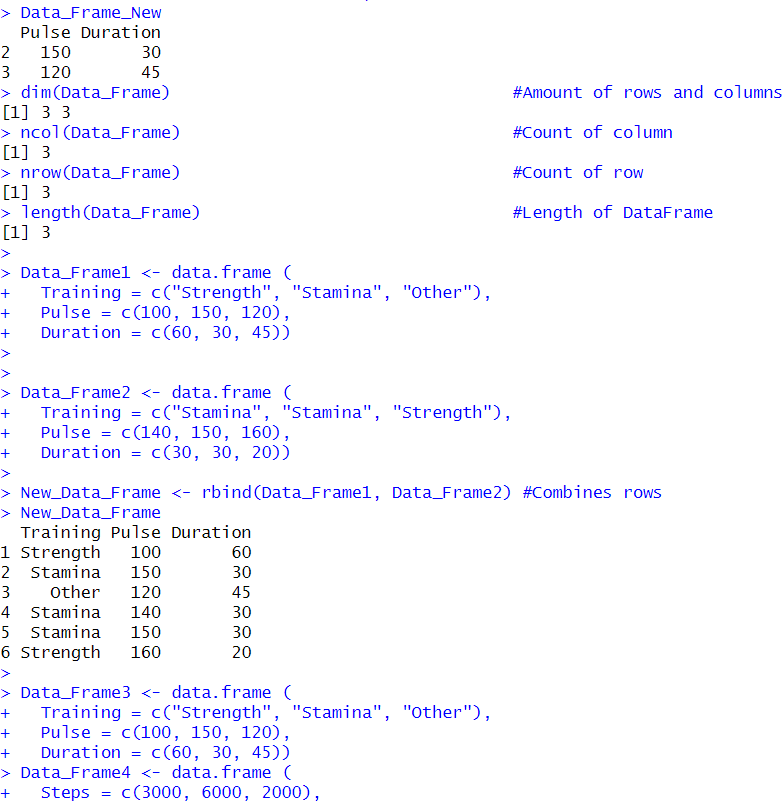 > Data_Frame_New
  Pulse Duration
2   150       30
3   120       45
> dim(Data_Frame)                                  #Amount of rows and columns
[1] 3 3
> ncol(Data_Frame)                                 #Count of column
[1] 3
> nrow(Data_Frame)                                 #Count of row
[1] 3
> length(Data_Frame)                               #Length of DataFrame
[1] 3
>
> Data_Frame1 <- data.frame (
+   Training = c("Strength", "Stamina", "Other"),
+   Pulse = c(100, 150, 120),
+   Duration = c(60, 30, 45))
>
>
> Data_Frame2 <- data.frame (
+   Training = c("Stamina", "Stamina", "Strength"),
+   Pulse = c(140, 150, 160),
+   Duration = c(30, 30, 20))
>
> New_Data_Frame <- rbind(Data_Frame1, Data_Frame2) #Combines rows
> New_Data_Frame
  Training Pulse Duration
1 Strength   100       60
2  Stamina   150       30
3    Other   120       45
4  Stamina   140       30
5  Stamina   150       30
6 Strength   160       20
>
> Data_Frame3 <- data.frame (
+   Training = c("Strength", "Stamina", "Other"),
+   Pulse = c(100, 150, 120),
+   Duration = c(60, 30, 45))
> Data_Frame4 <- data.frame (
+   Steps = c(3000, 6000, 2000),